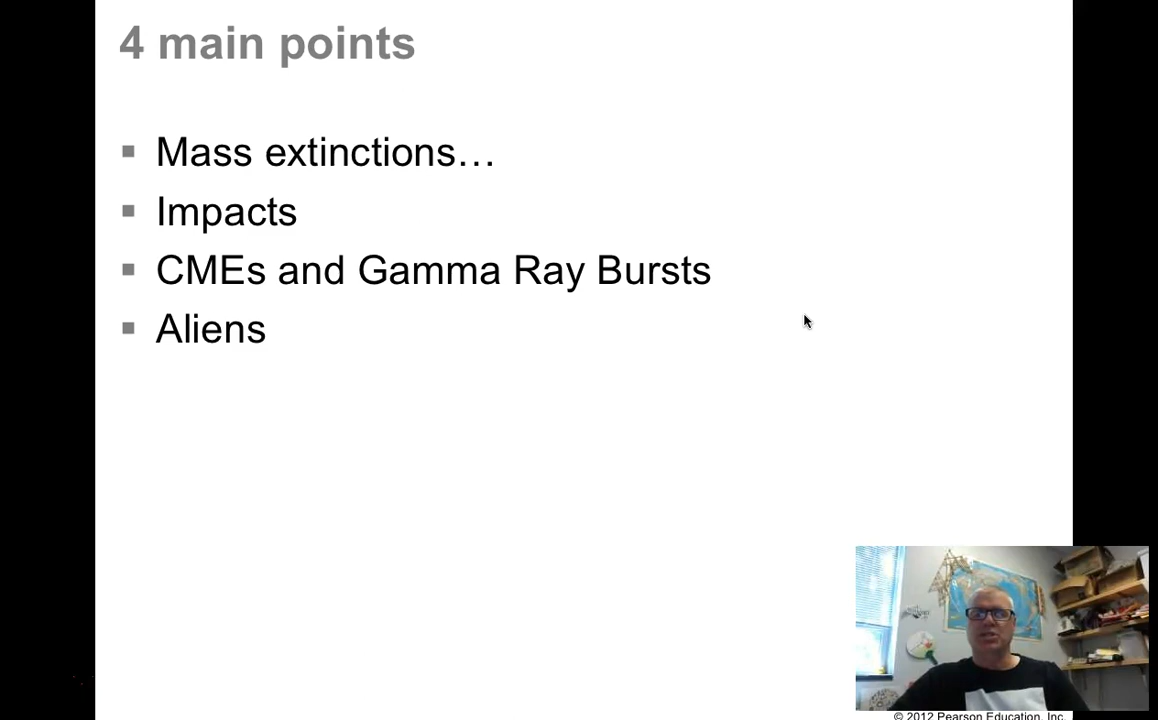 4 main points
Mass extinctions…
Impacts
CMEs and Gamma Ray Bursts
Aliens
© 2012 Pearson Education, Inc.